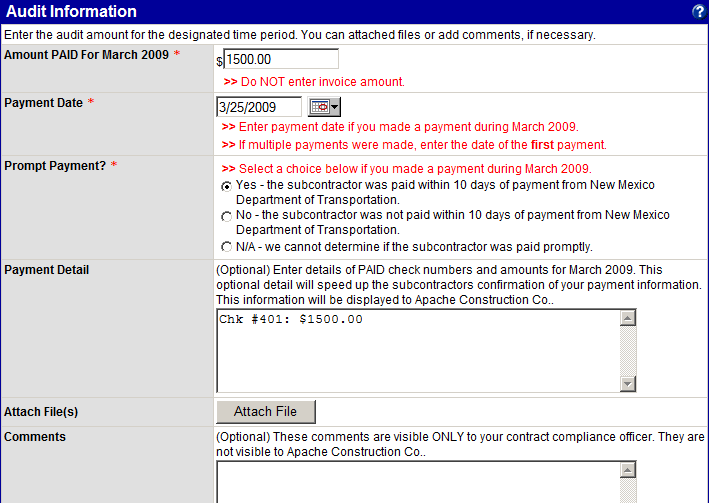 Audit Information
?
Enter the audit amount for the designated time period. You can attached files or add comments, if necessary.
Amount PAID For March 2009 *
$ 1500.00
>> Do NOT enter invoice amount.
Payment Date *
3/25/2009
>> Enter payment date if you made a payment during March 2009.
>> If multiple payments were made, enter the date of the first payment.
Prompt Payment? *
>> Select a choice below if you made a payment during March 2009.
Yes - the subcontractor was paid within 10 days of payment from New Mexico
Department of Transportation.
No - the subcontractor was not paid within 10 days of payment from New Mexico
Department of Transportation.
N/A - we cannot determine if the subcontractor was paid promptly.
Payment Detail
(Optional) Enter details of PAID check numbers and amounts for March 2009. This
optional detail will speed up the subcontractors confirmation of your payment information.
This information will be displayed to Apache Construction Co..
Chk #401: $1500.00
Attach File(s)
Attach File
Comments
(Optional) These comments are visible ONLY to your contract compliance officer. They are
not visible to Apache Construction Co..